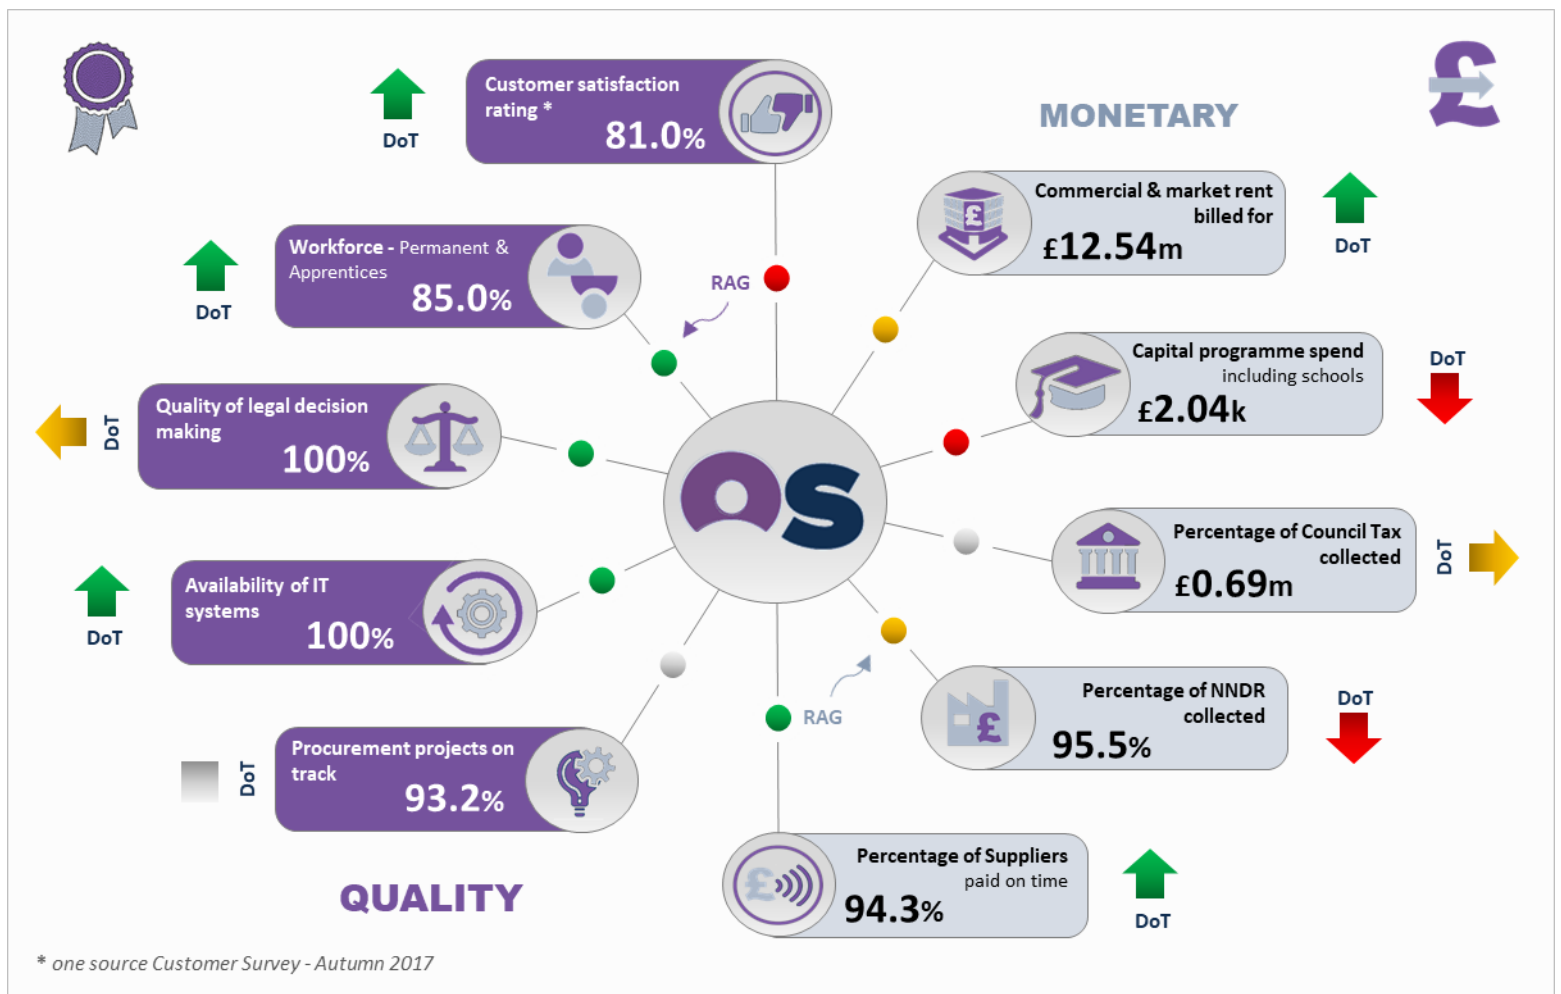 DoT
Customer satisfaction
rating *
81.0%
MONETARY
£
Commercial & market rent
billed for
£
£12.54m
DoT
Workforce - Permanent &
Apprentices
85.0%
DoT
RAG
Capital programme spend
including schools
£2.04k
DoT
Quality of legal decision
making
100%
DoT
OS
Percentage of Council Tax
collected
£0.69m
DoT
Availability of IT
systems
100%
DoT
Percentage of NNDR
collected
£
95.5%
DoT
RAG
Procurement projects on
track
93.2%
DoT
Percentage of Suppliers
paid on time
£
94.3%
DoT
QUALITY
* one source Customer Survey - Autumn 2017